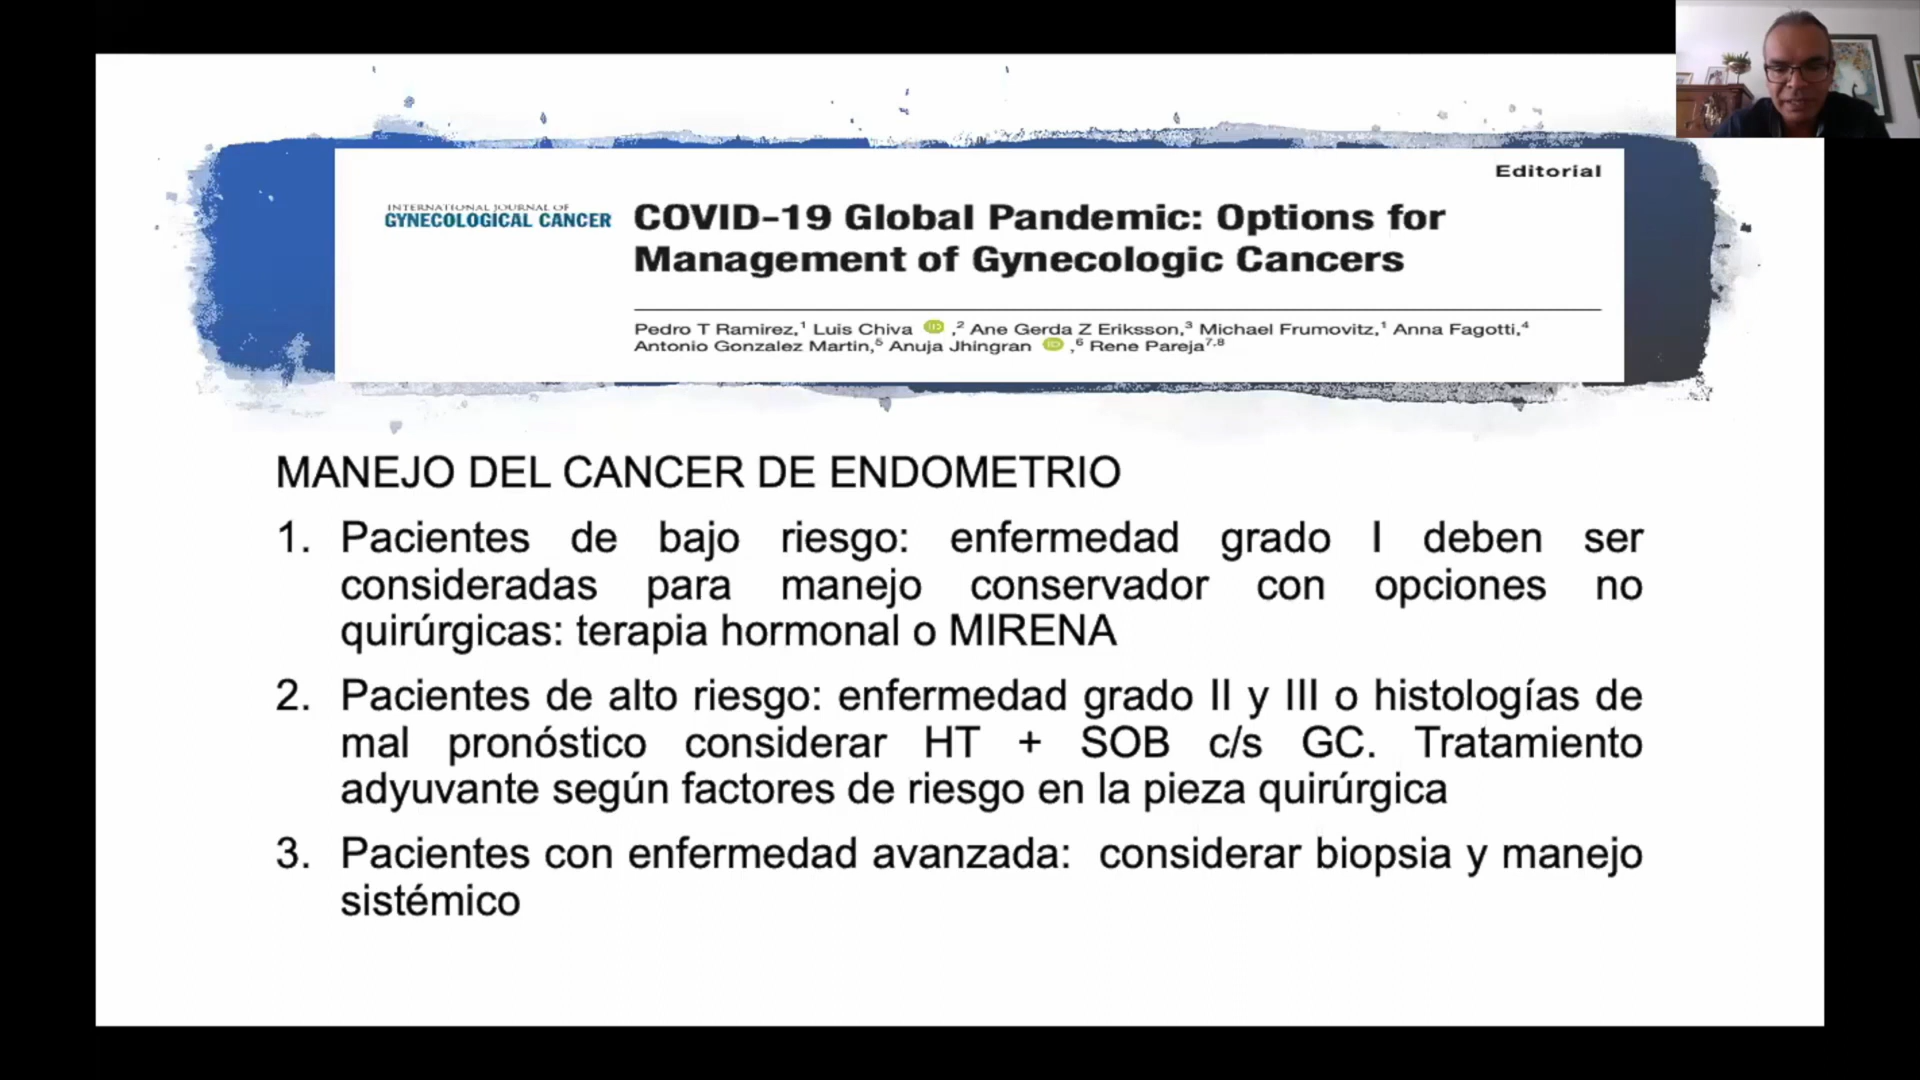 Editorial
INTERNATIONAL JOURNAL OF
GYNECOLOGICAL CANCER
COVID-19 Global Pandemic: Options for
Management of Gynecologic Cancers
Pedro T Ramirez,¹ Luis Chiva iD ,² Ane Gerda Z Eriksson,³ Michael Frumovitz,¹ Anna Fagotti,⁴
Antonio Gonzalez Martin,⁵ Anuja Jhingran iD ,⁶ Rene Pareja⁷·⁸
MANEJO DEL CANCER DE ENDOMETRIO
1. Pacientes de bajo riesgo: enfermedad grado I deben ser
consideradas para manejo conservador con opciones no
quirúrgicas: terapia hormonal o MIRENA
2. Pacientes de alto riesgo: enfermedad grado II y III o histologías de
mal pronóstico considerar HT + SOB c/s GC. Tratamiento
adyuvante según factores de riesgo en la pieza quirúrgica
3. Pacientes con enfermedad avanzada: considerar biopsia y manejo
sistémico